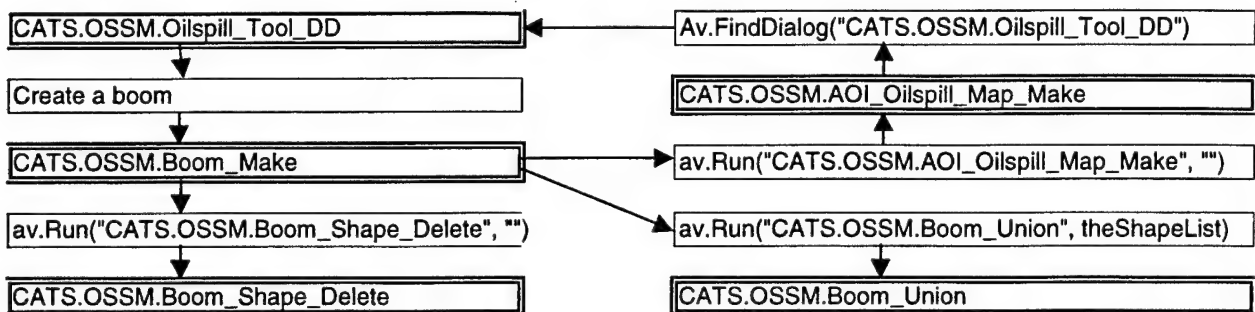 CATS.OSSM.Oilspill_Tool_DD
Av.FindDialog("CATS.OSSM.Oilspill_Tool_DD")
Create a boom
CATS.OSSM.AOI_Oilspill_Map_Make
CATS.OSSM.Boom_Make
av.Run("CATS.OSSM.AOI_Oilspill_Map_Make", "")
av.Run("CATS.OSSM.Boom_Shape_Delete", "")
av.Run("CATS.OSSM.Boom_Union", theShapeList)
CATS.OSSM.Boom_Shape_Delete
CATS.OSSM.Boom_Union